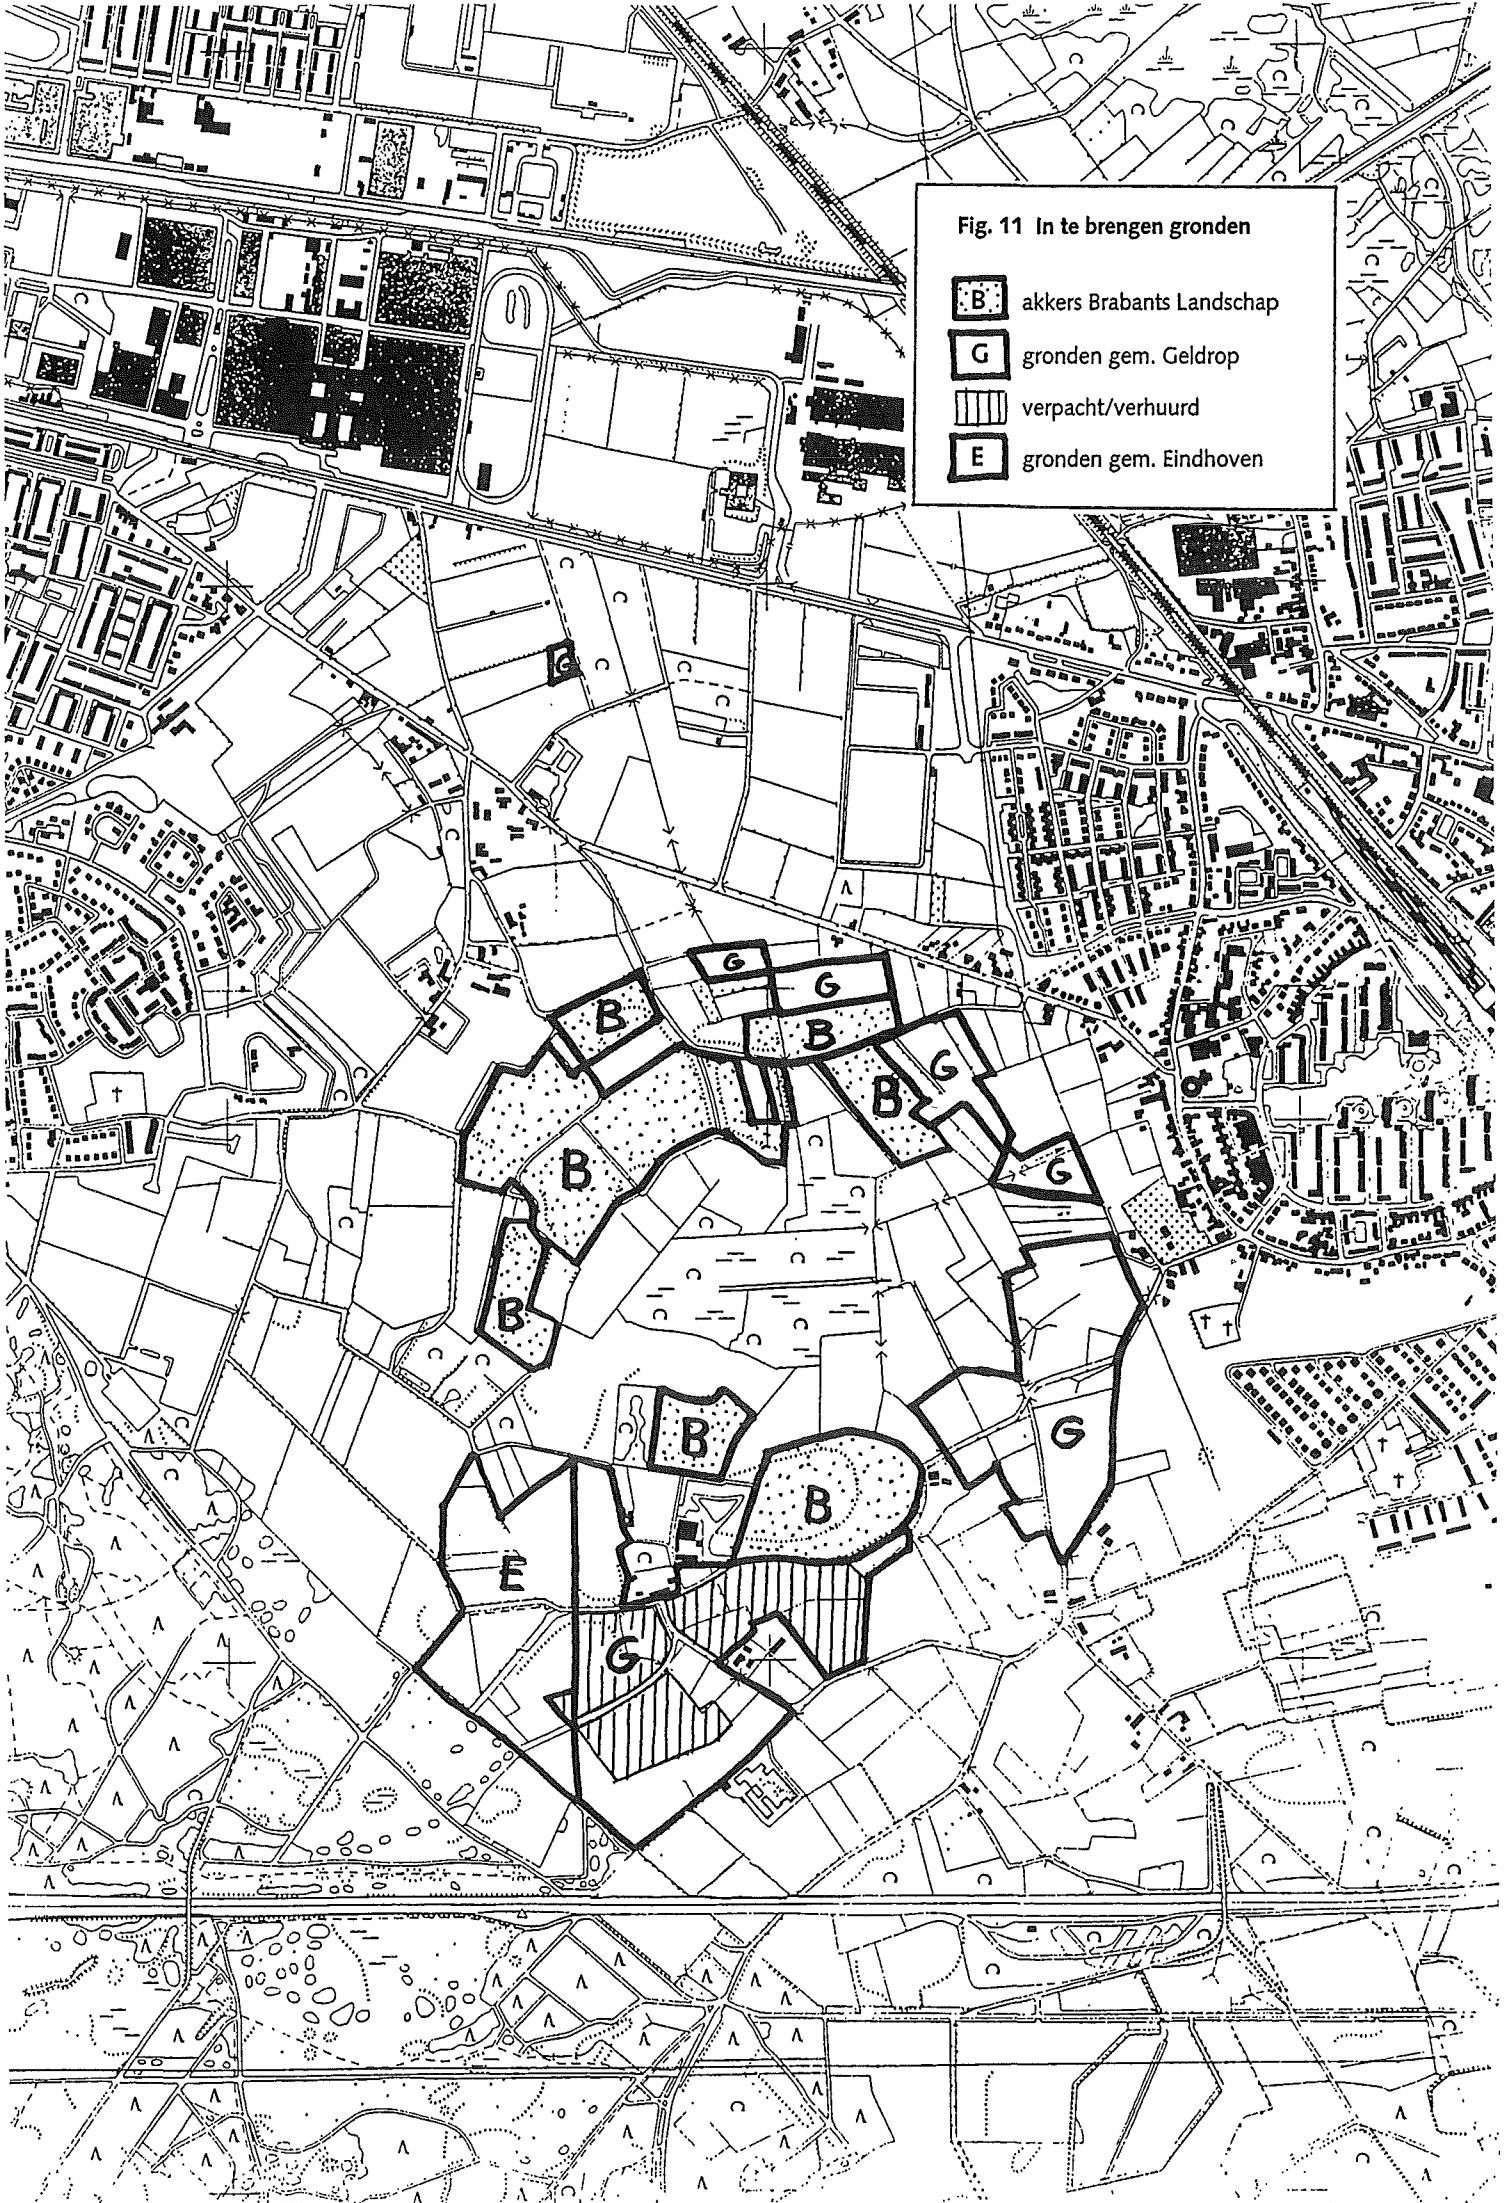 Fig. 11 In te brengen gronden
B akkers Brabants Landschap
G gronden gem. Geldrop
verpacht/verhuurd
E gronden gem. Eindhoven
G
G
G
B
B
G
B
B
G
B
G
B
B
E
G